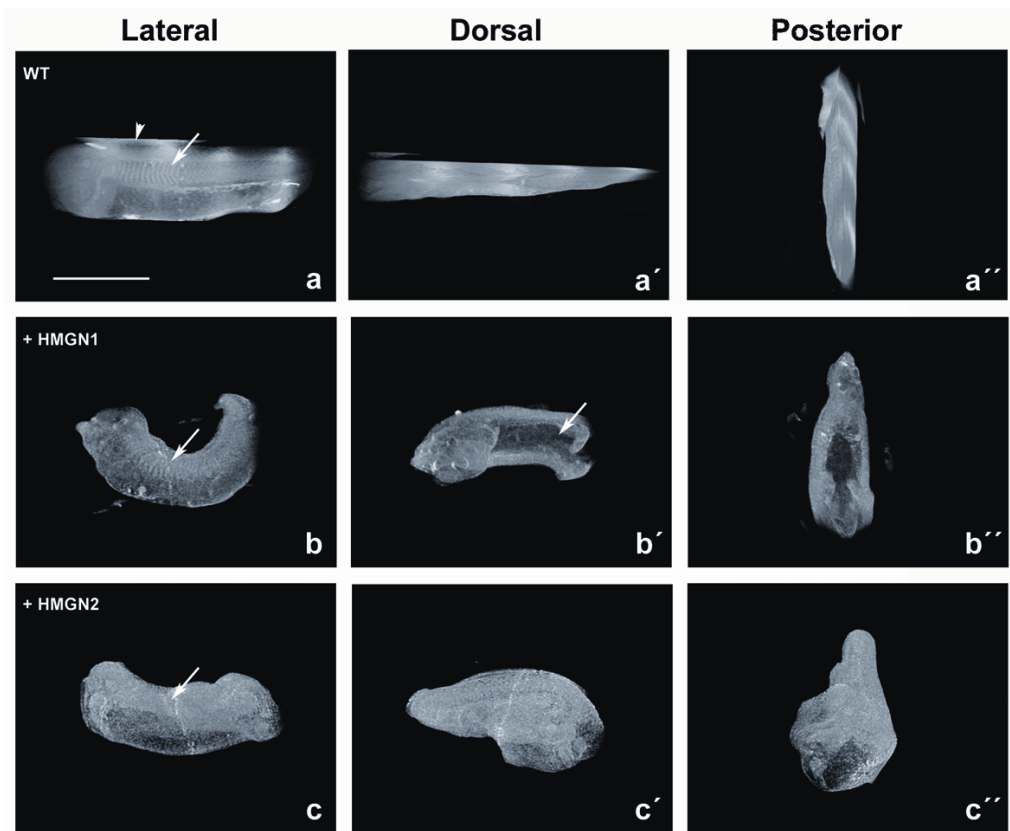 Lateral Dorsal Posterior
WT
a a´ a´´
+ HMGN1
b b´ b´´
+ HMGN2
c c´ c´´